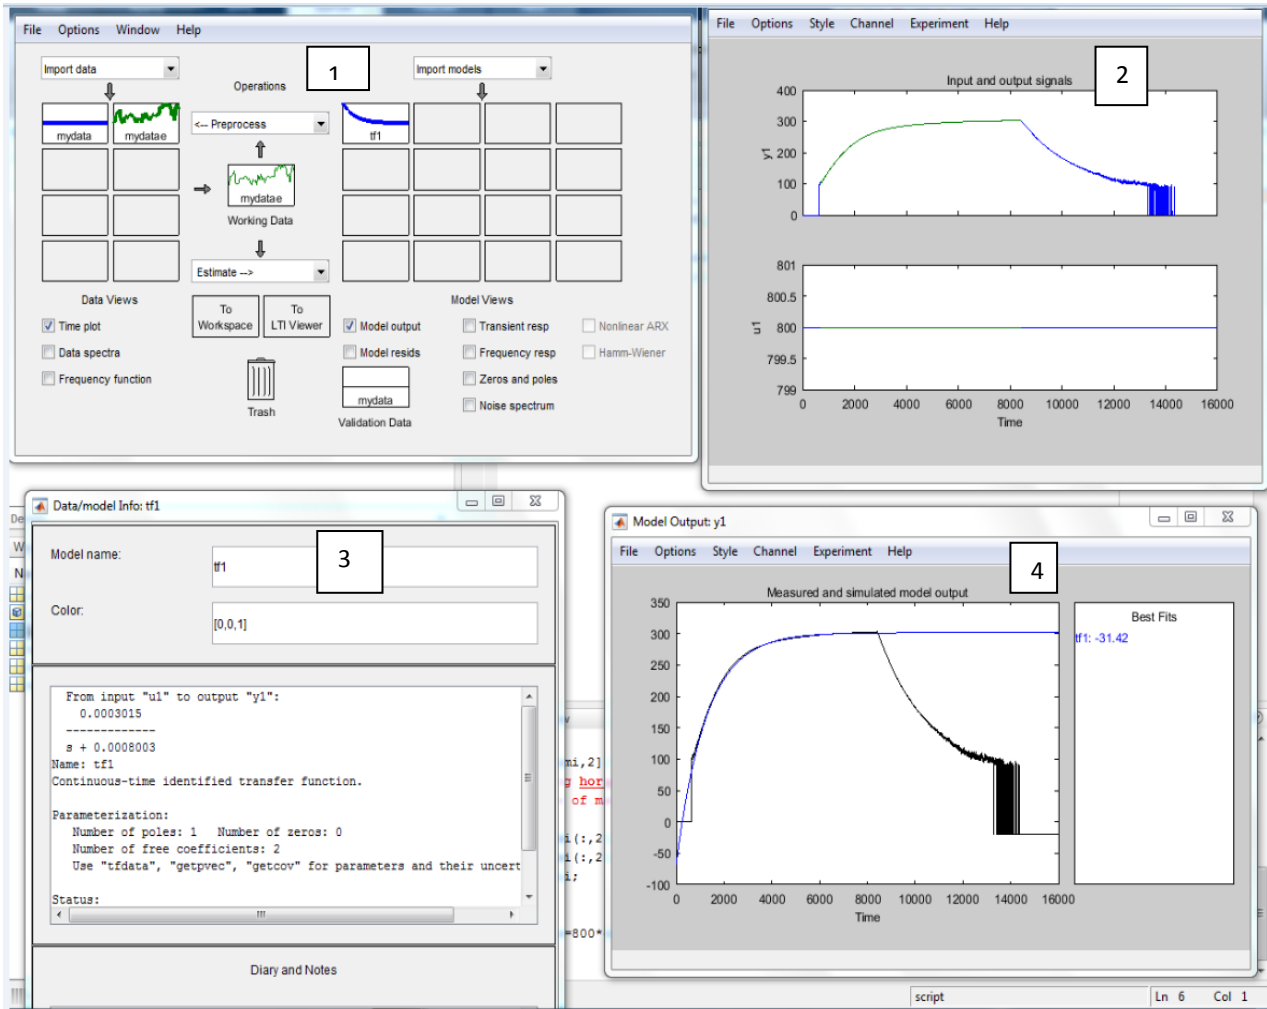 File Options Window Help
1
Import data
Operations
Import models
mydata mydatae
<-- Preprocess
tf1
mydatae
Working Data
Estimate -->
Data Views
Model Views
To Workspace
To LTI Viewer
Time plot
Model output
Transient resp
Nonlinear ARX
Data spectra
Model resids
Frequency resp
Hamm-Wiener
Frequency function
Zeros and poles
mydata
Noise spectrum
Trash
Validation Data
File Options Style Channel Experiment Help
2
Input and output signals
400
300
200
100
0
y1
801
800.5
800
799.5
799
u1
0 2000 4000 6000 8000 10000 12000 14000 16000
Time
Data/model Info: tf1
3
Model name:
tf1
Color:
[0,0,1]
From input "u1" to output "y1":
0.0003015
-------------
s + 0.0008003
Name: tf1
Continuous-time identified transfer function.
Parameterization:
Number of poles: 1 Number of zeros: 0
Number of free coefficients: 2
Use "tfdata", "getpvec", "getcov" for parameters and their uncert
Status:
Diary and Notes
De
W
N
mi,2]
g hor
of m
i(:,2
i(:,2
i;
=800*
Model Output: y1
File Options Style Channel Experiment Help
4
Measured and simulated model output
350
300
250
200
150
100
50
0
-50
-100
0 2000 4000 6000 8000 10000 12000 14000 16000
Time
Best Fits
tf1: -31.42
script
Ln 6 Col 1